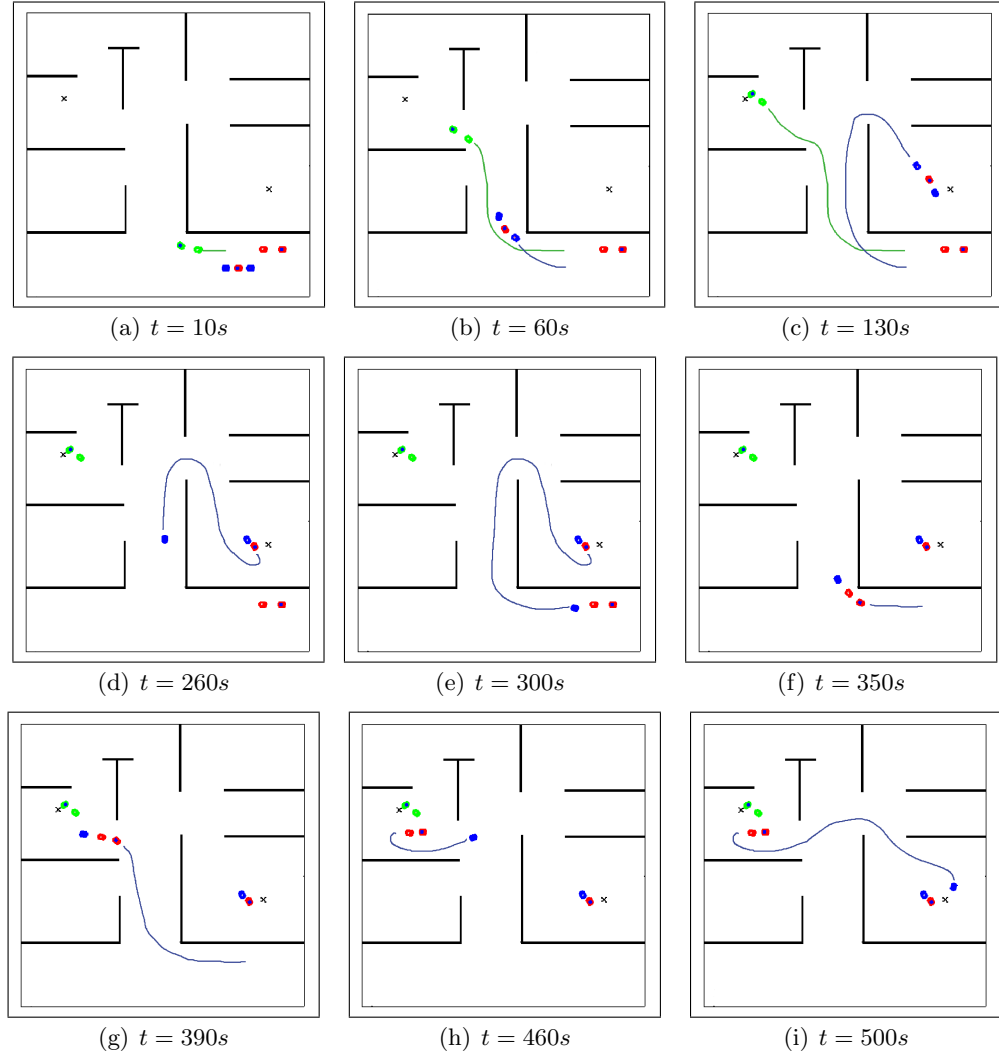 (a) t = 10s
(b) t = 60s
(c) t = 130s
(d) t = 260s
(e) t = 300s
(f) t = 350s
(g) t = 390s
(h) t = 460s
(i) t = 500s